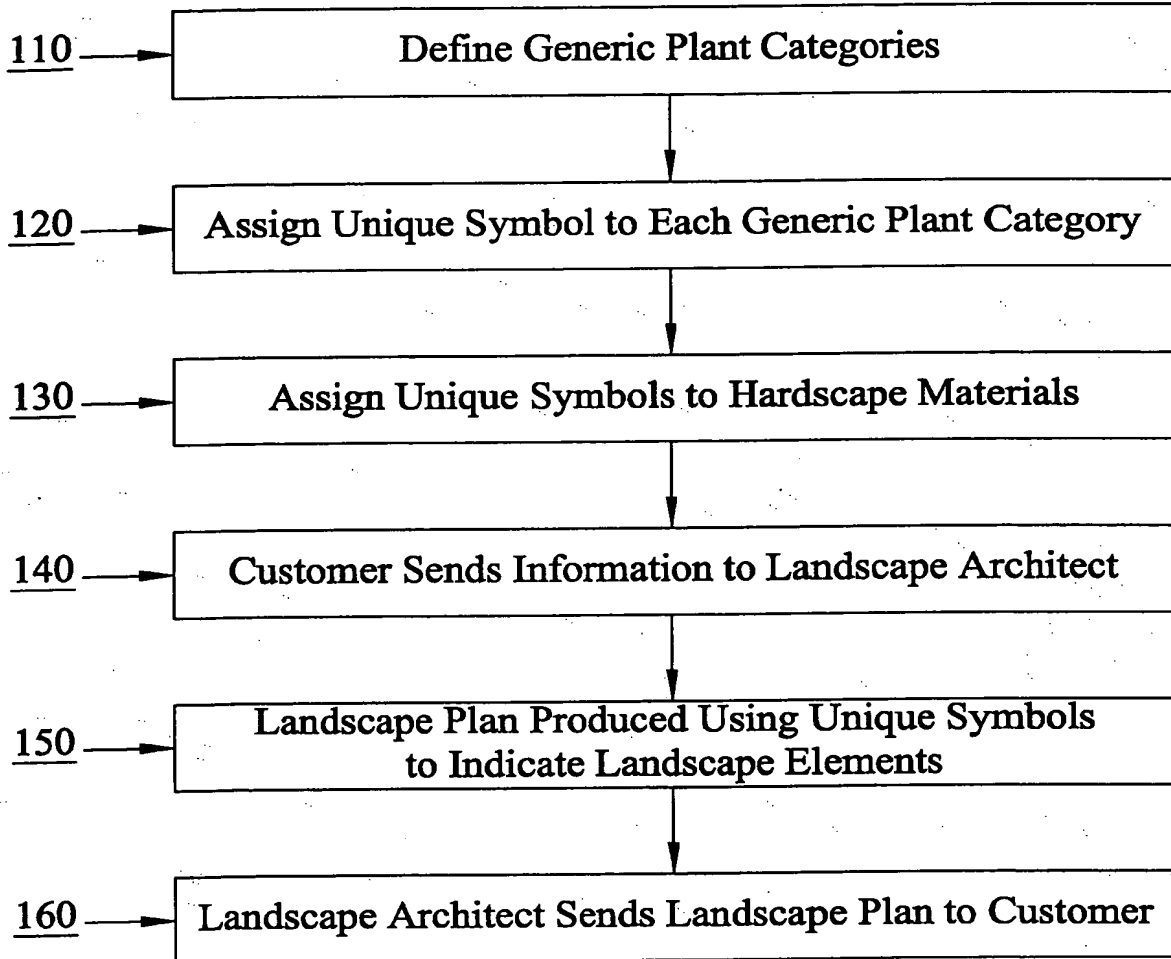 110 Define Generic Plant Categories
120 Assign Unique Symbol to Each Generic Plant Category
130 Assign Unique Symbols to Hardscape Materials
140 Customer Sends Information to Landscape Architect
150 Landscape Plan Produced Using Unique Symbols
to Indicate Landscape Elements
160 Landscape Architect Sends Landscape Plan to Customer